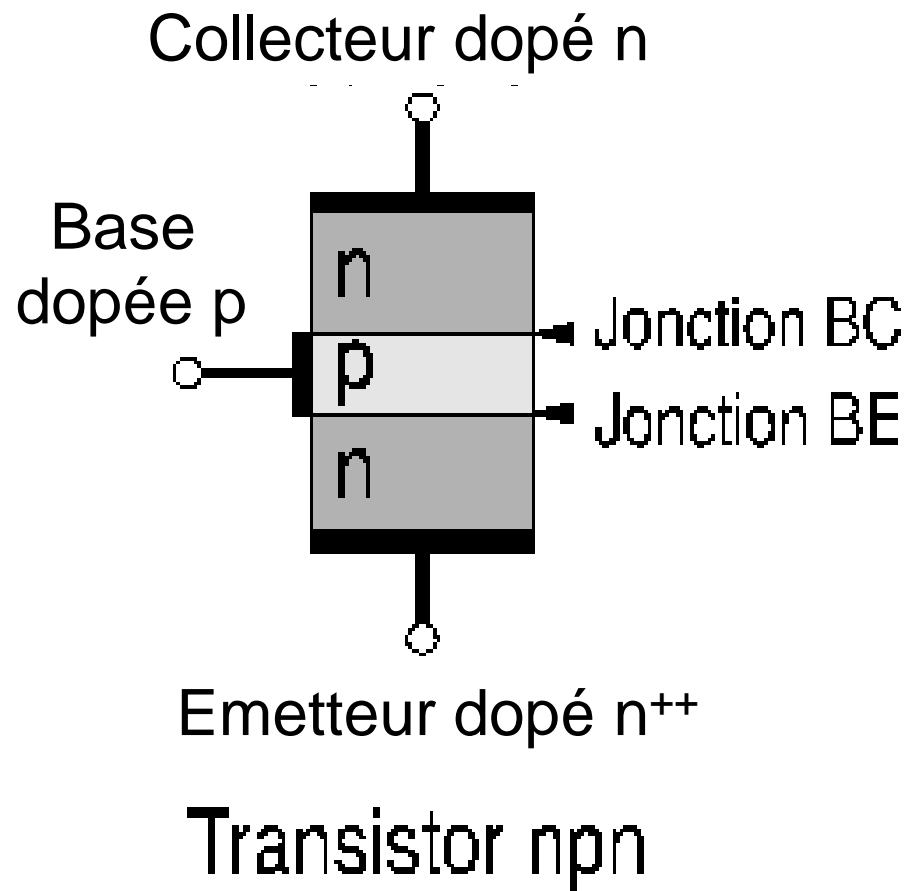 Collecteur dopé n
Base
dopée p
n
p
n
Jonction BC
Jonction BE
Emetteur dopé n⁺⁺
Transistor npn